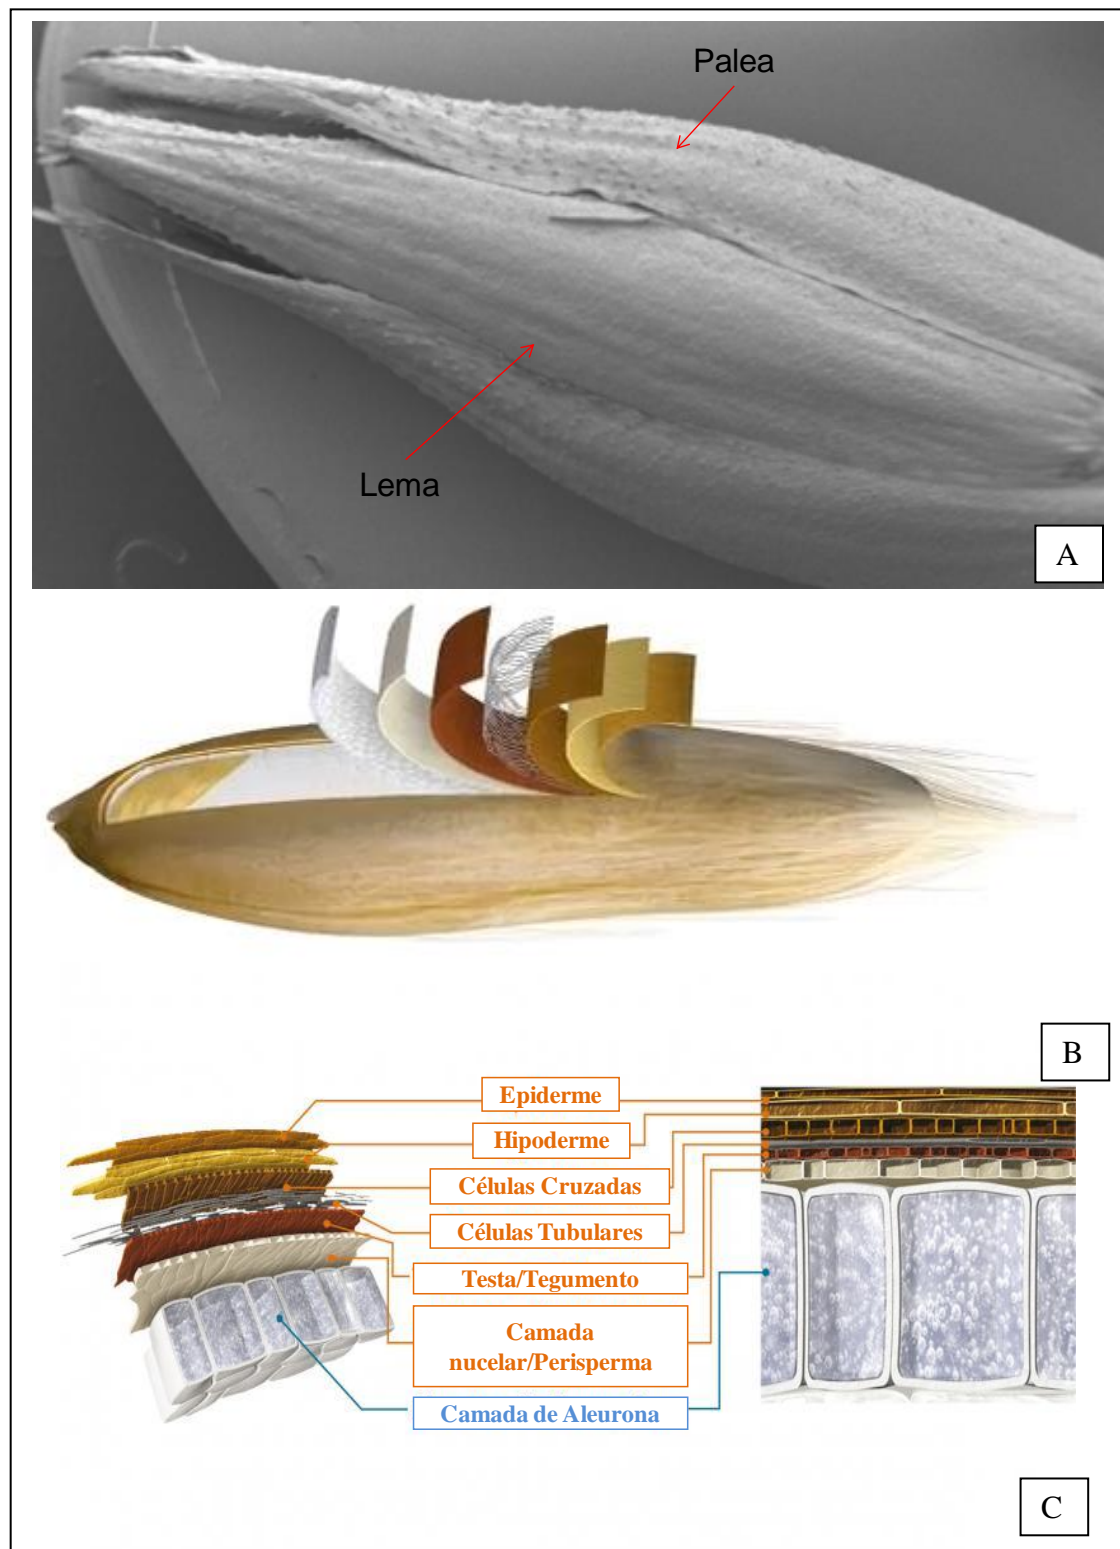 Palea
Lema
A
B
Epiderme
Hipoderme
Células Cruzadas
Células Tubulares
Testa/Tegumento
Camada
nucelar/Perisperma
Camada de Aleurona
C